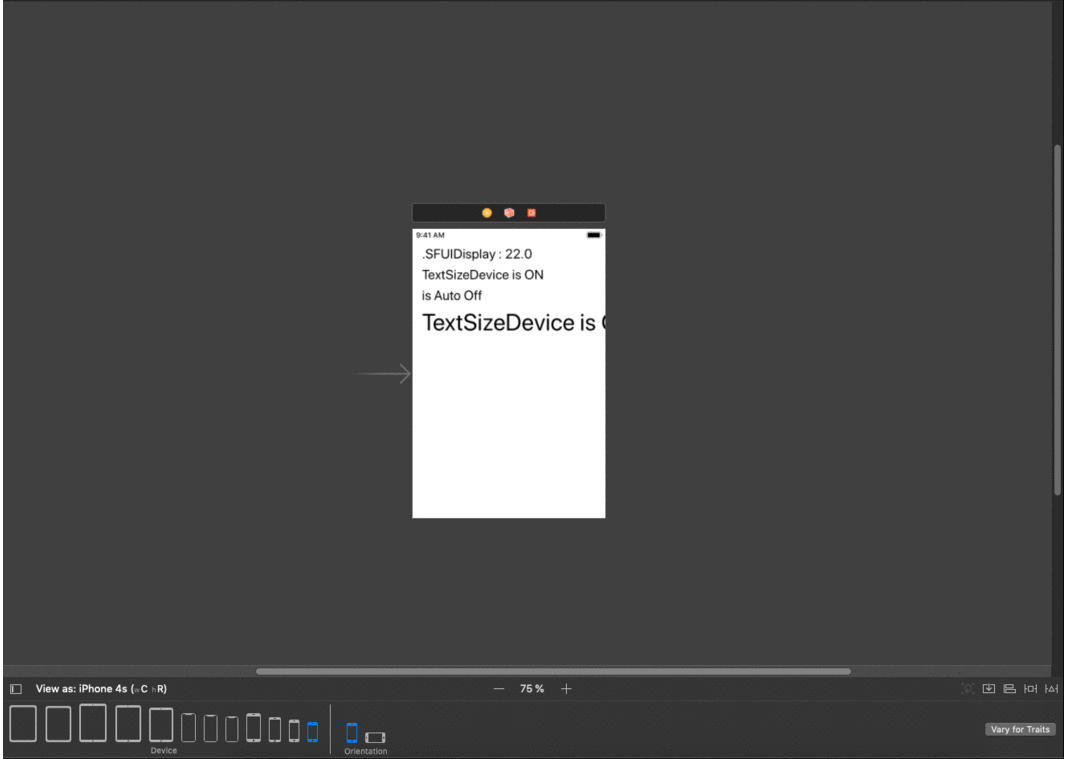 9:41 AM
.SFUIDisplay : 22.0
TextSizeDevice is ON
is Auto Off
TextSizeDevice is
View as: iPhone 4s (wC hR)
75 %
Vary for Traits
Device
Orientation